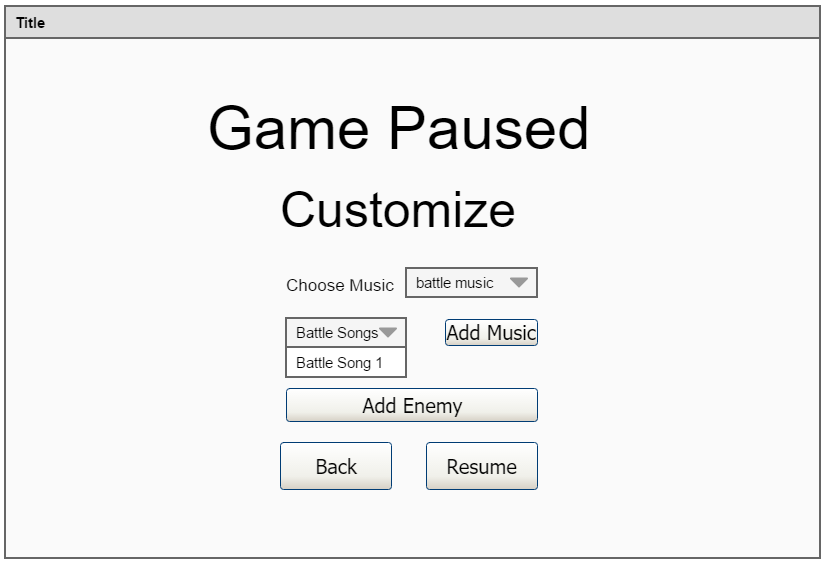 Title
Game Paused
Customize
Choose Music battle music
Battle Songs Add Music
Battle Song 1
Add Enemy
Back Resume